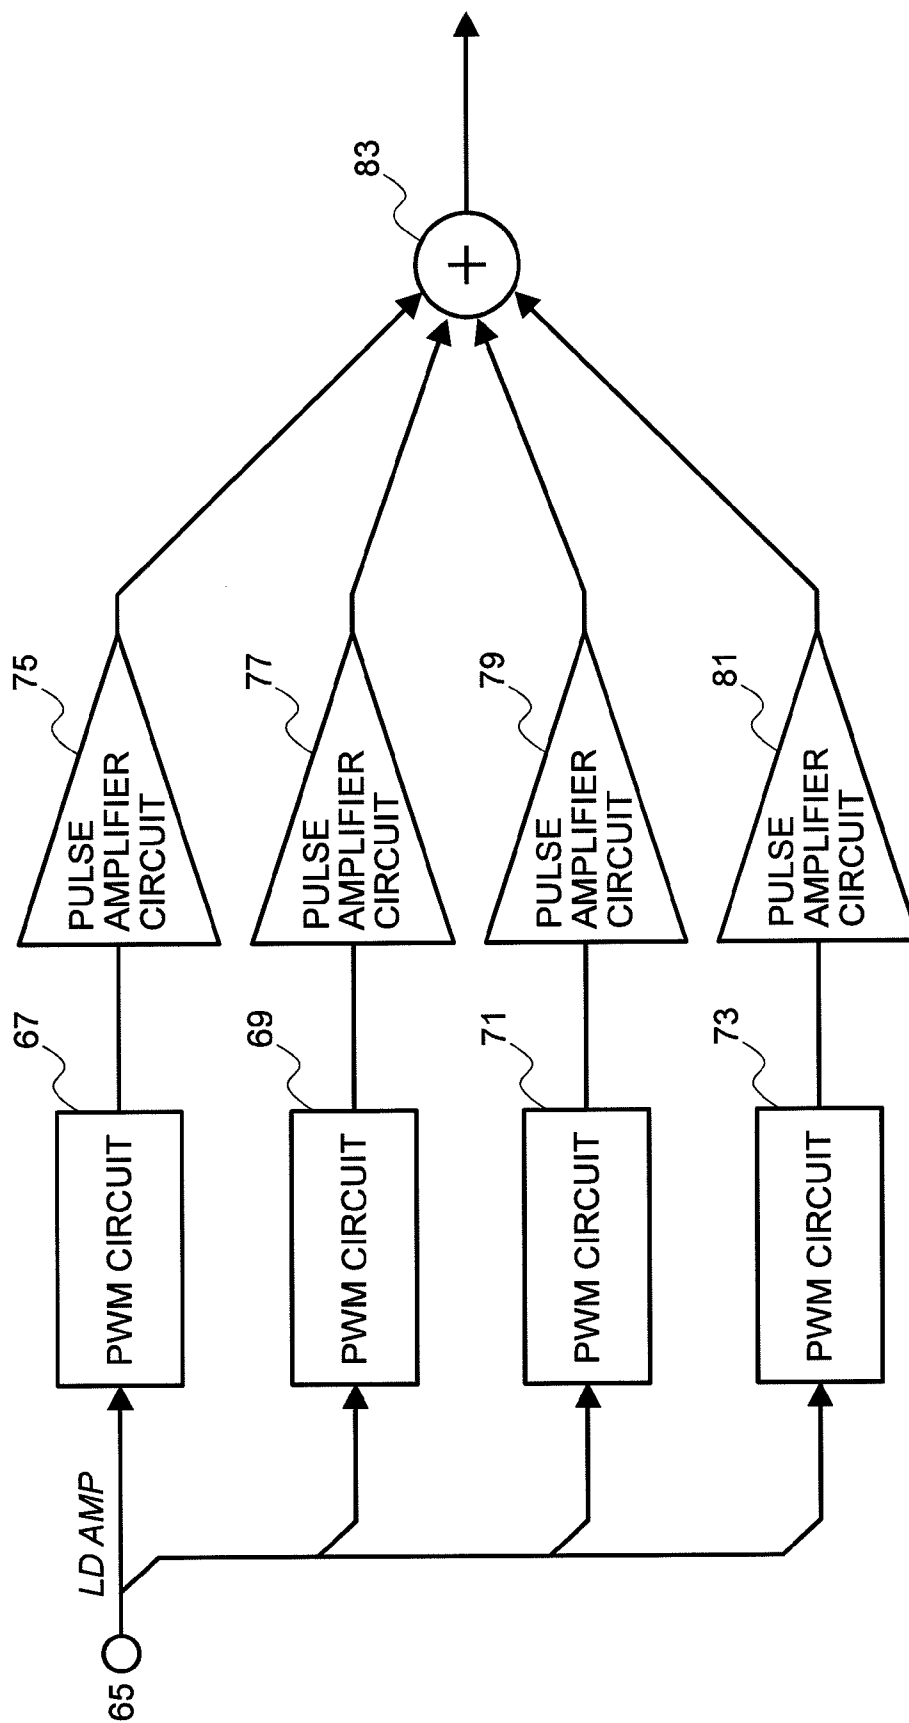 65
LD AMP
67
PWM CIRCUIT
75
PULSE
AMPLIFIER
CIRCUIT
69
PWM CIRCUIT
77
PULSE
AMPLIFIER
CIRCUIT
71
PWM CIRCUIT
79
PULSE
AMPLIFIER
CIRCUIT
73
PWM CIRCUIT
81
PULSE
AMPLIFIER
CIRCUIT
83
+